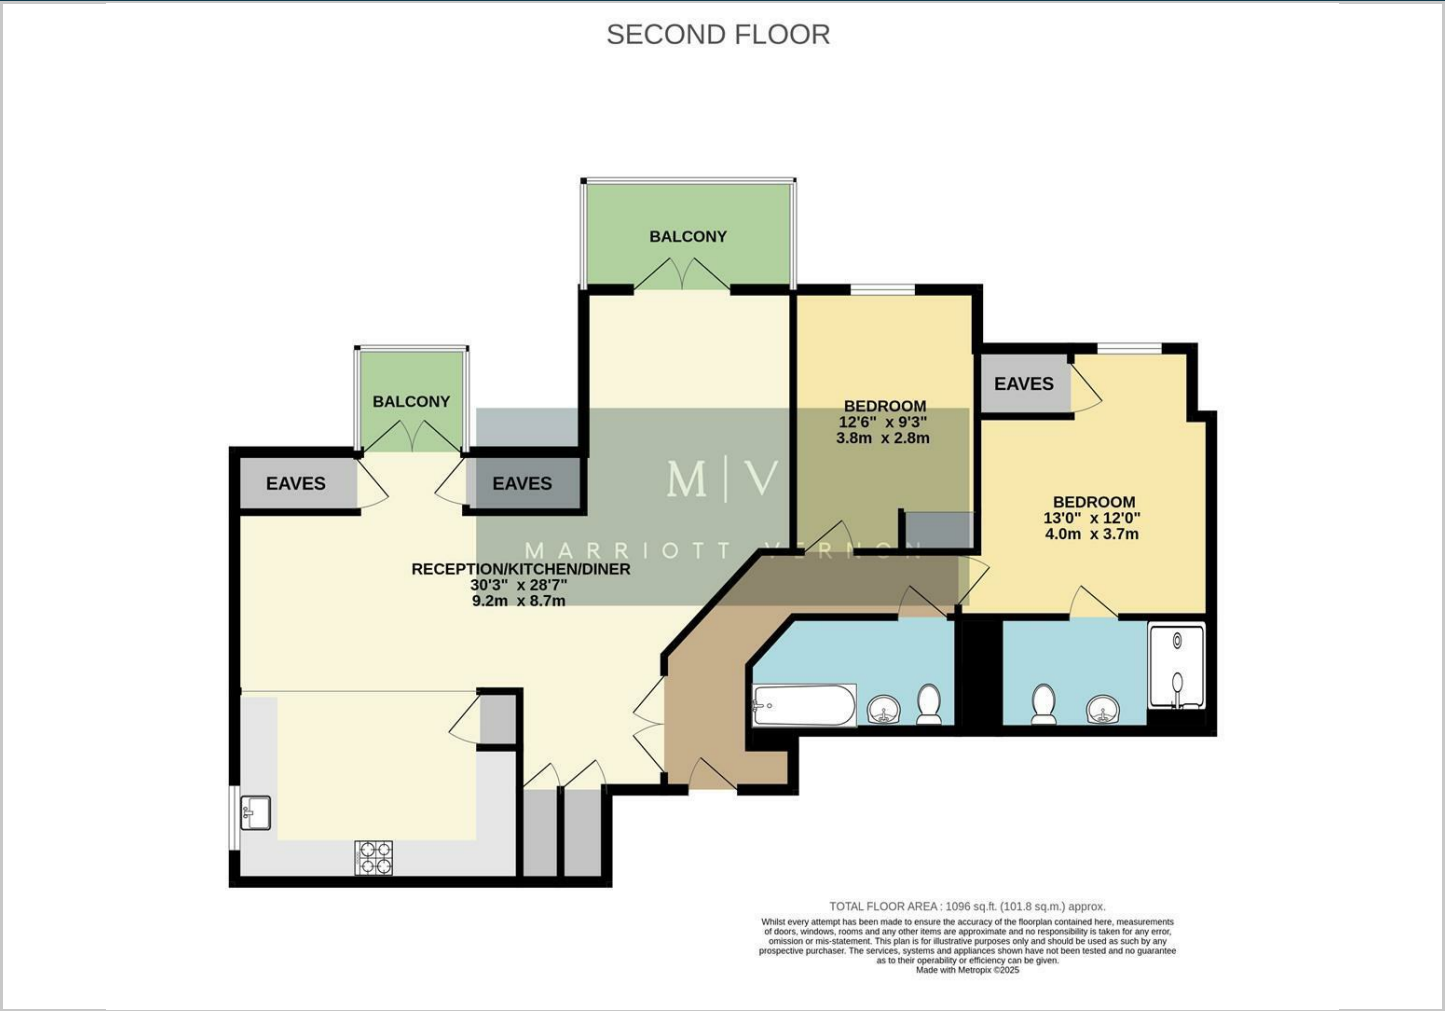 SECOND FLOOR
BALCONY
BALCONY
EAVES
EAVES
EAVES
BEDROOM
12'6" x 9'3"
3.8m x 2.8m
BEDROOM
13'0" x 12'0"
4.0m x 3.7m
M|V
MARRIOTT VERNON
RECEPTION/KITCHEN/DINER
30'3" x 28'7"
9.2m x 8.7m
TOTAL FLOOR AREA : 1096 sq.ft. (101.8 sq.m.) approx.
Whilst every attempt has been made to ensure the accuracy of the floorplan contained here, measurements
of doors, windows, rooms and any other items are approximate and no responsibility is taken for any error,
omission or mis-statement. This plan is for illustrative purposes only and should be used as such by any
prospective purchaser. The services, systems and appliances shown have not been tested and no guarantee
as to their operability or efficiency can be given.
Made with Metropix ©2025